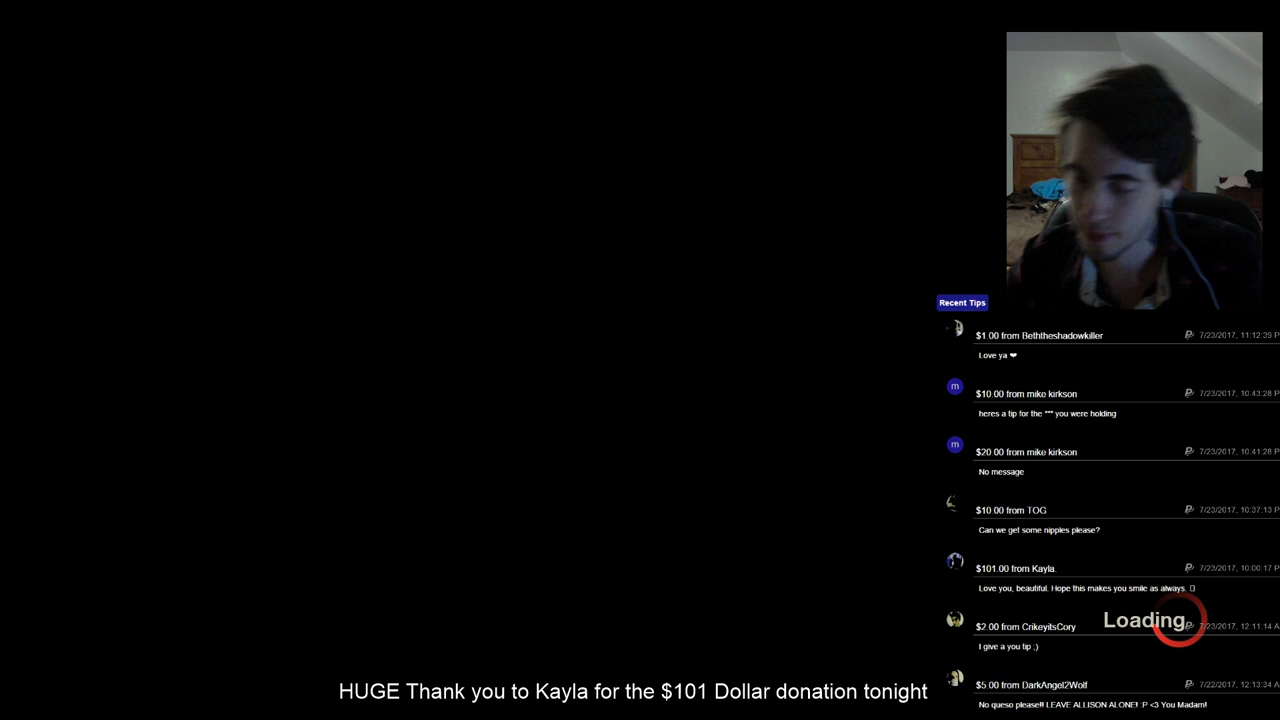 Recent Tips
$1.00 from Beththeshadowkiller 7/23/2017, 11:12:39 P
Love ya ❤
m
$10.00 from mike kirkson 7/23/2017, 10:43:28 P
heres a tip for the *** you were holding
m
$20.00 from mike kirkson 7/23/2017, 10:41:28 P
No message
$10.00 from TOG 7/23/2017, 10:37:13 P
Can we get some nipples please?
$101.00 from Kayla. 7/23/2017, 10:00:17 P
Love you, beautiful. Hope this makes you smile as always.
Loading
$2.00 from CrikeyitsCory 7/23/2017, 12:11:14 A
I give a you tip ;)
$5.00 from DarkAngel2Wolf 7/22/2017, 12:13:34 A
HUGE Thank you to Kayla for the $101 Dollar donation tonight
No queso please!! LEAVE ALLISON ALONE! :P <3 You Madam!